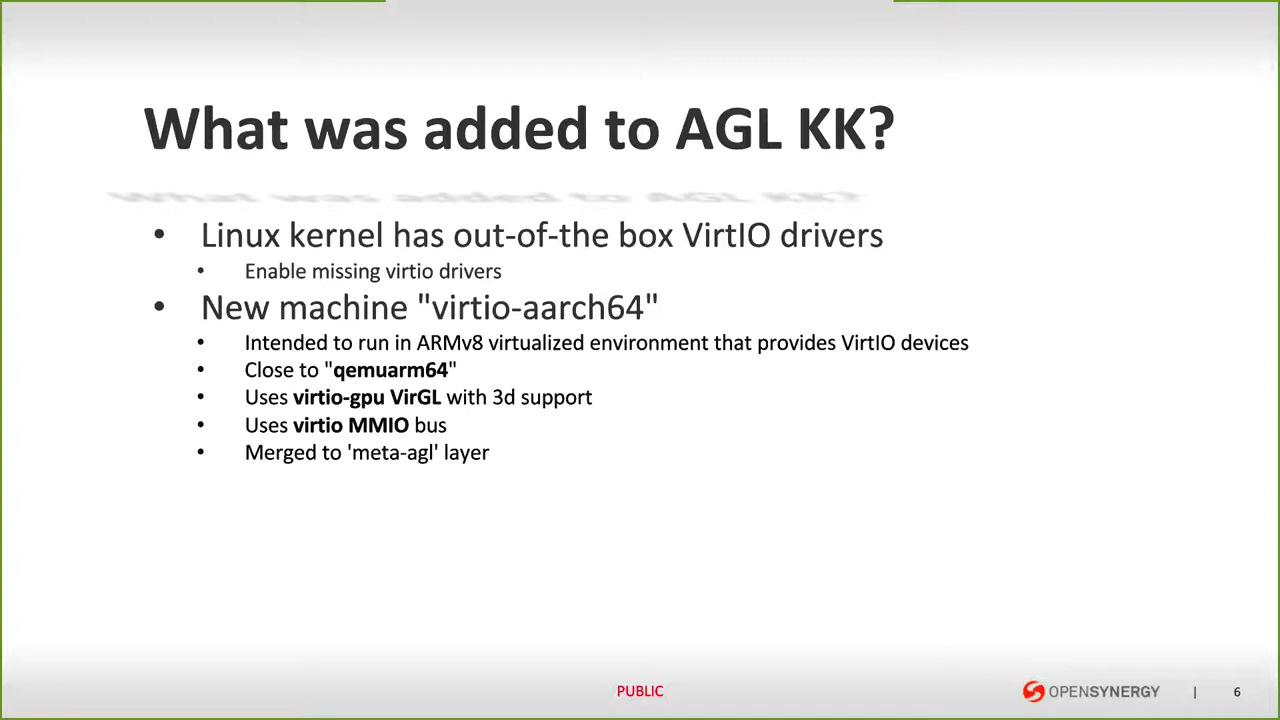 What was added to AGL KK?
• Linux kernel has out-of-the box VirtIO drivers
• Enable missing virtio drivers
• New machine "virtio-aarch64"
• Intended to run in ARMv8 virtualized environment that provides VirtIO devices
• Close to "qemuarm64"
• Uses virtio-gpu VirGL with 3d support
• Uses virtio MMIO bus
• Merged to 'meta-agl' layer
PUBLIC
OPENSYNERGY | 6